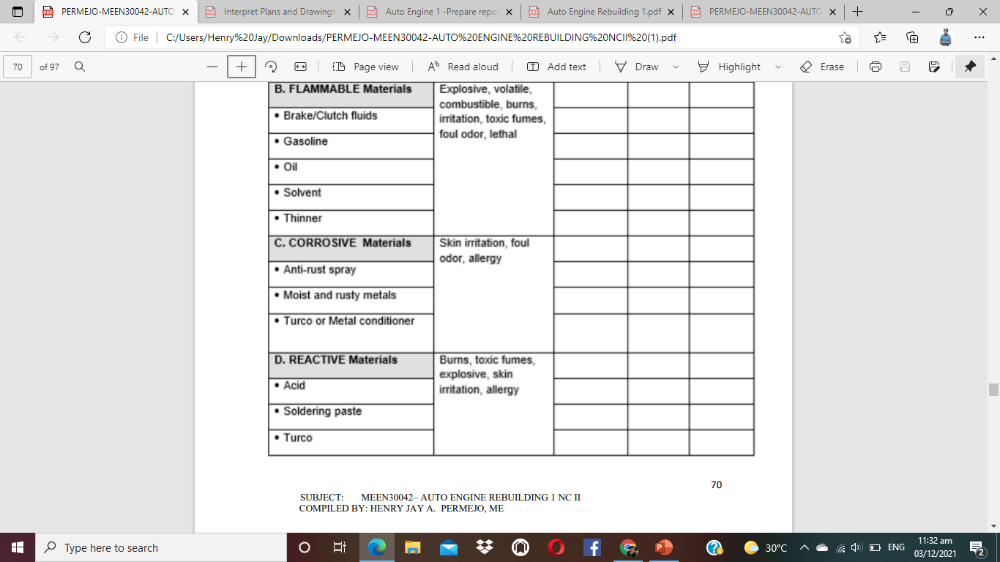 PERMEJO-MEEN30042-AUTO
Interpret Plans and Drawings
Auto Engine 1 -Prepare repor
Auto Engine Rebuilding 1.pdf
PERMEJO-MEEN30042-AUTO
File
C:/Users/Henry%20Jay/Downloads/PERMEJO-MEEN30042-AUTO%20ENGINE%20REBUILDING%20NCII%20(1).pdf
70 of 97
Page view
Read aloud
Add text
Draw
Highlight
Erase
B. FLAMMABLE Materials
Explosive, volatile,
combustible, burns,
irritation, toxic fumes,
foul odor, lethal
• Brake/Clutch fluids
• Gasoline
• Oil
• Solvent
• Thinner
C. CORROSIVE Materials
Skin irritation, foul
odor, allergy
• Anti-rust spray
• Moist and rusty metals
• Turco or Metal conditioner
D. REACTIVE Materials
Burns, toxic fumes,
explosive, skin
irritation, allergy
• Acid
• Soldering paste
• Turco
70
SUBJECT: MEEN30042– AUTO ENGINE REBUILDING 1 NC II
COMPILED BY: HENRY JAY A. PERMEJO, ME
Type here to search
30°C
ENG
11:32 am
03/12/2021
2